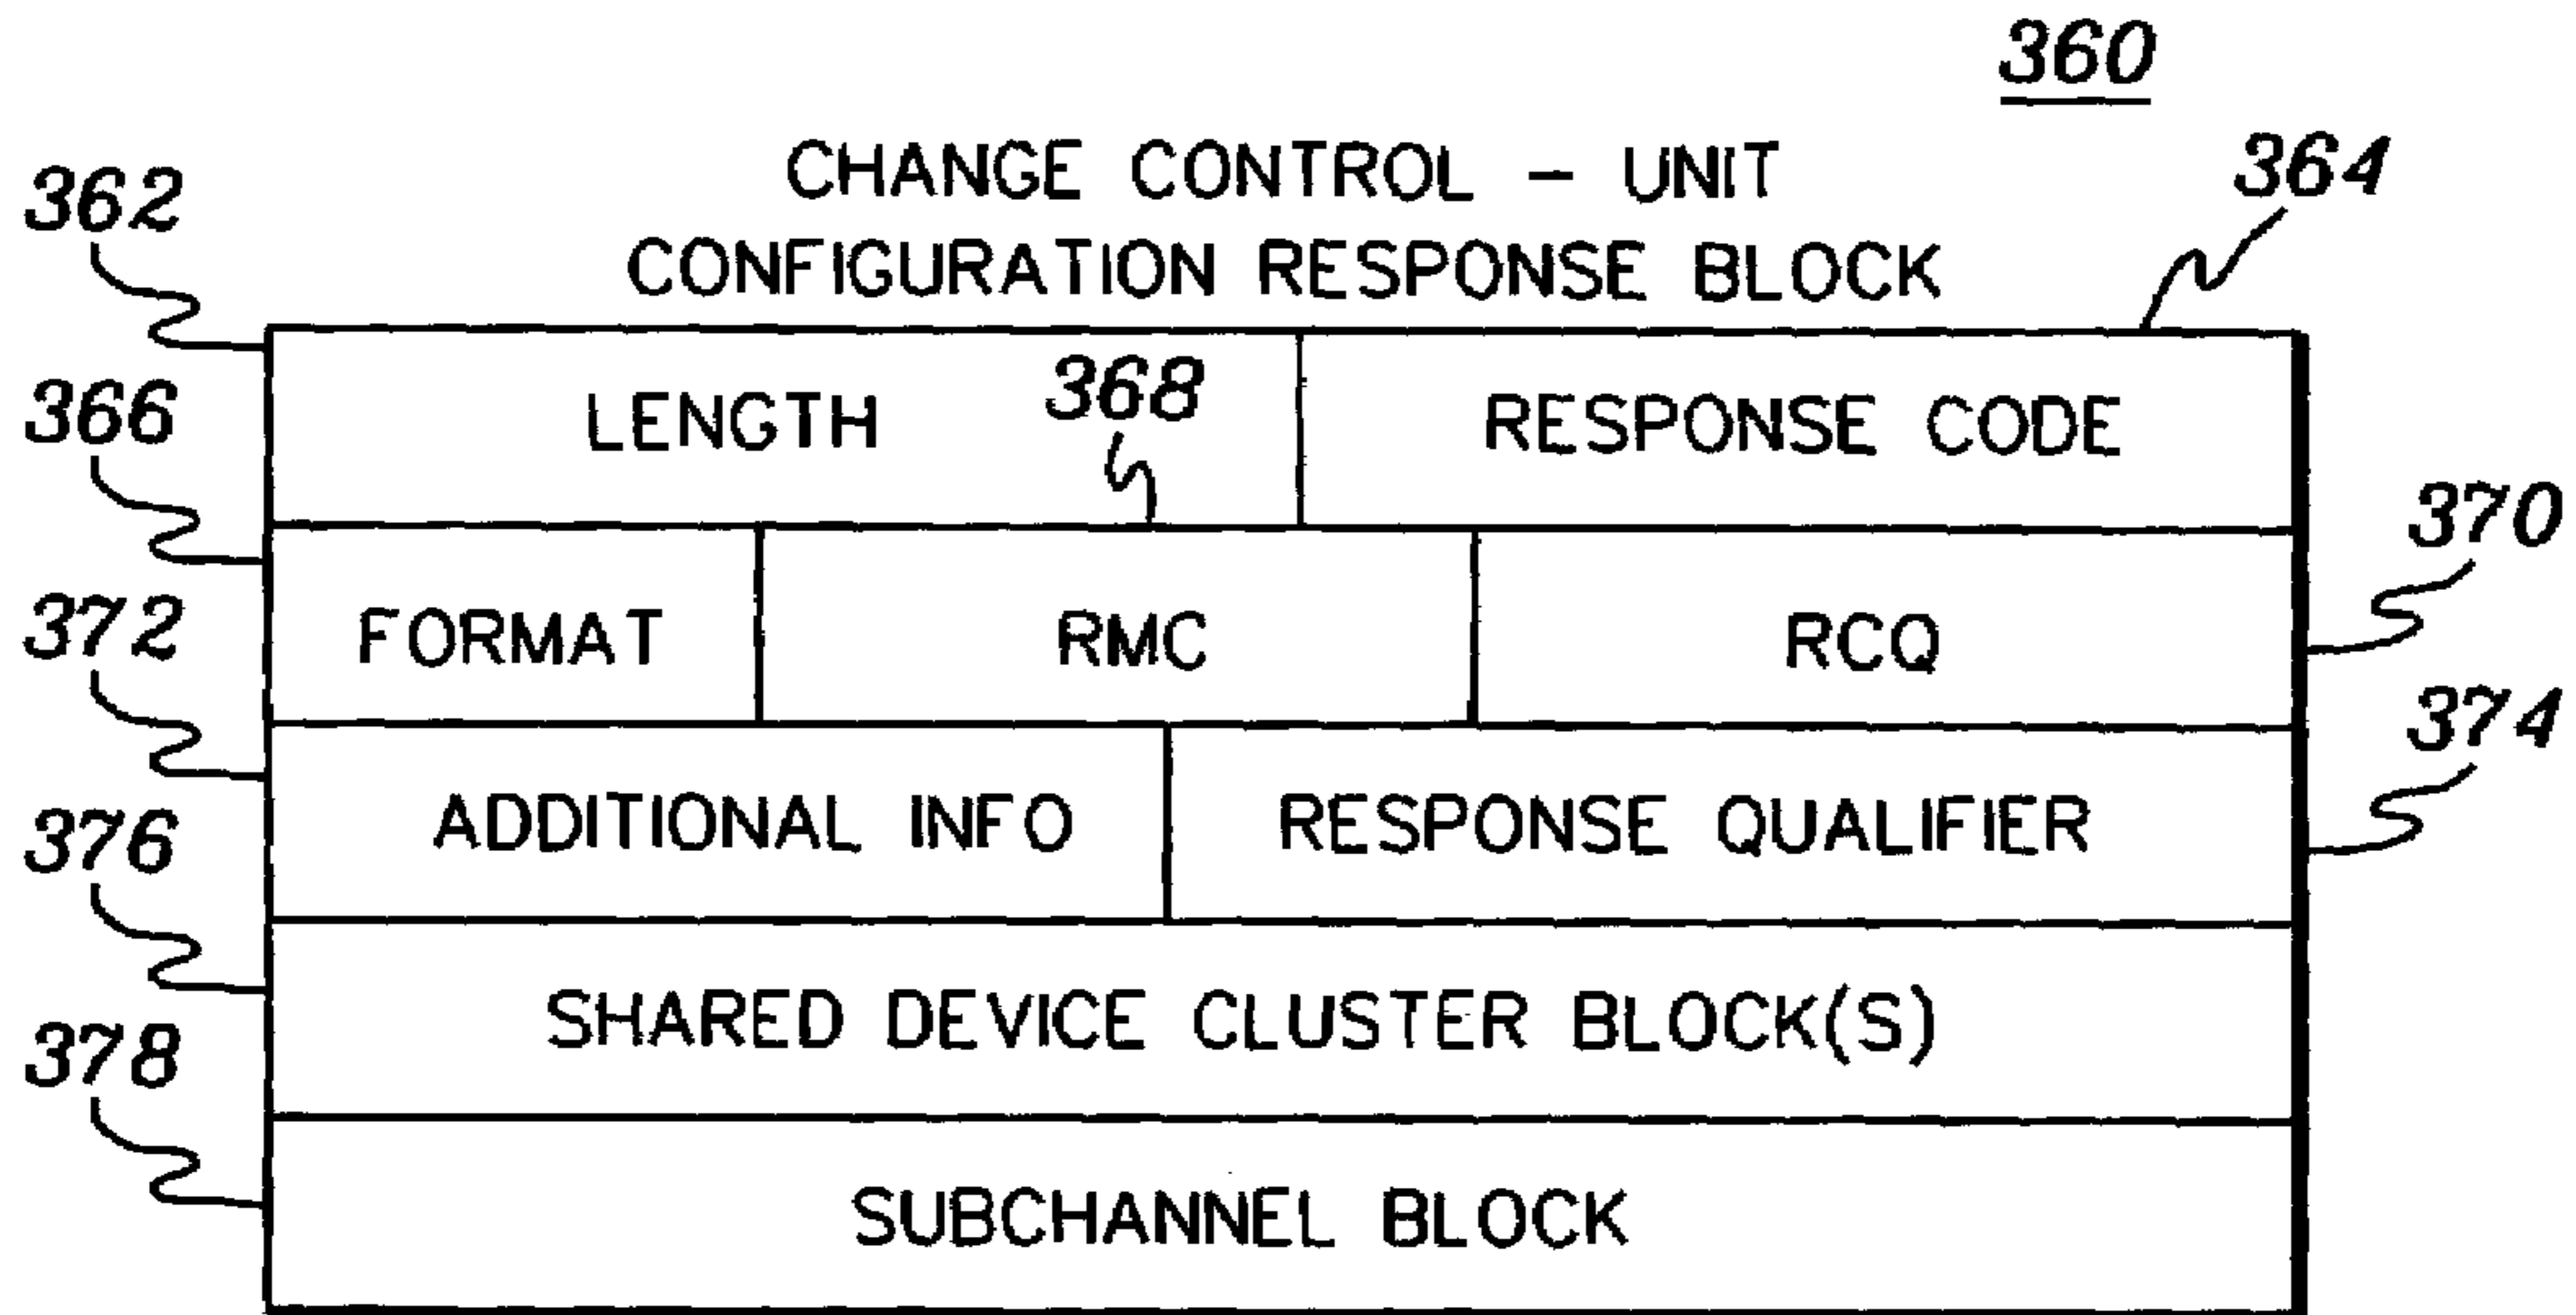 360
CHANGE CONTROL – UNIT
CONFIGURATION RESPONSE BLOCK
362
364
366
LENGTH
368
RESPONSE CODE
370
372
FORMAT
RMC
RCQ
374
376
ADDITIONAL INFO
RESPONSE QUALIFIER
378
SHARED DEVICE CLUSTER BLOCK(S)
SUBCHANNEL BLOCK